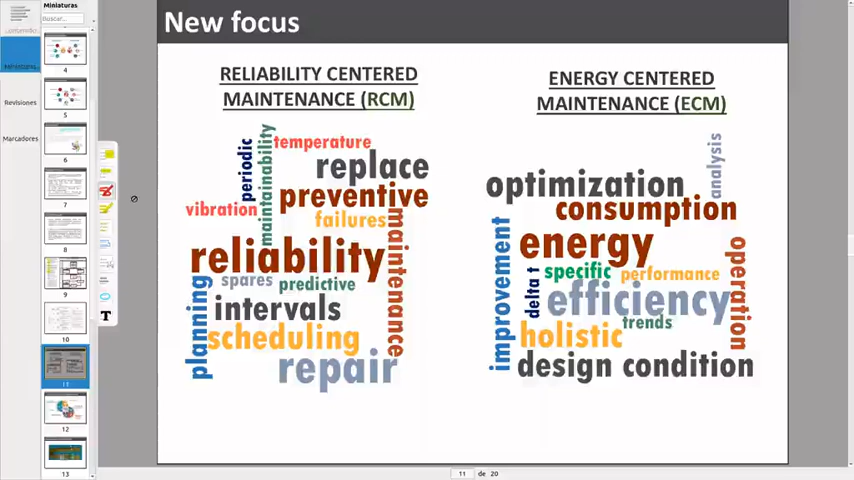 Miniaturas
Buscar...
Miniaturas
Revisiones
Marcadores
4
5
6
7
8
9
10
11
12
13
T
New focus
RELIABILITY CENTERED
MAINTENANCE (RCM)
periodic
maintainability
temperature
replace
preventive
vibration
failures
reliability
maintenance
spares
predictive
planning
intervals
scheduling
repair
ENERGY CENTERED
MAINTENANCE (ECM)
analysis
optimization
consumption
improvement
energy
operation
delta t
specific
performance
efficiency
trends
holistic
design condition
11 de 20